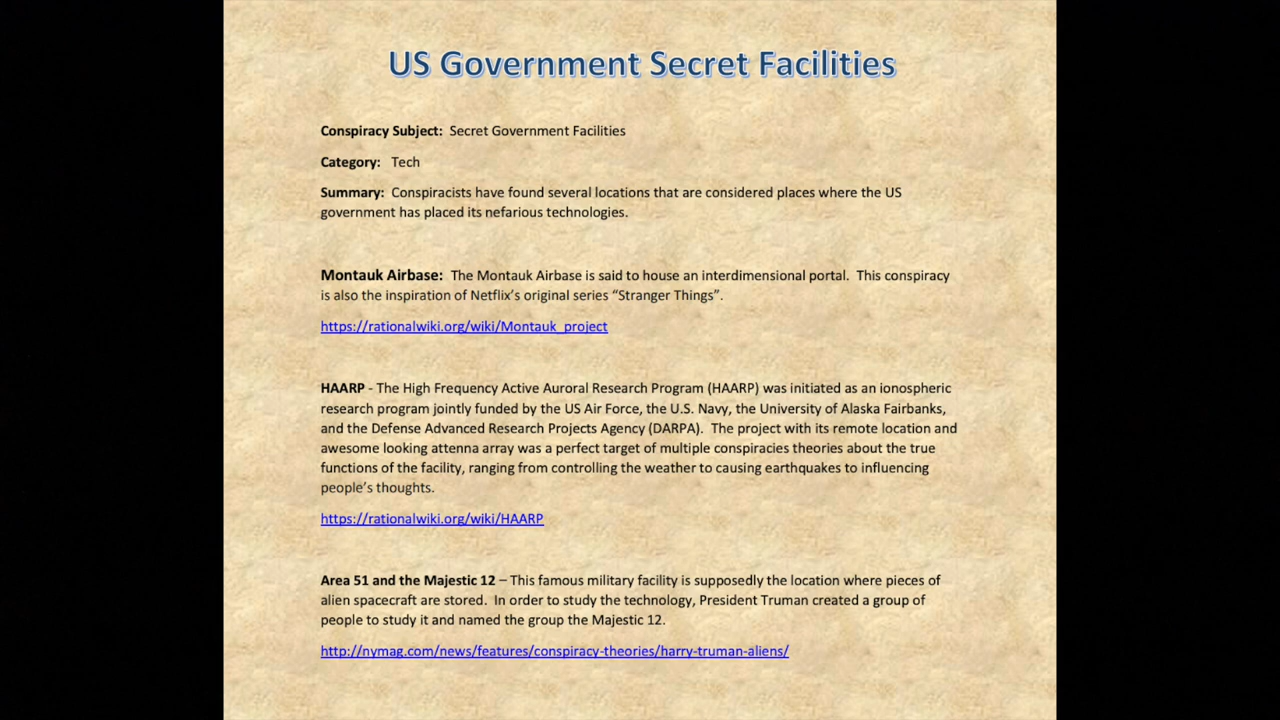 US Government Secret Facilities
Conspiracy Subject: Secret Government Facilities
Category: Tech
Summary: Conspiracists have found several locations that are considered places where the US
government has placed its nefarious technologies.
Montauk Airbase: The Montauk Airbase is said to house an interdimensional portal. This conspiracy
is also the inspiration of Netflix's original series “Stranger Things”.
https://rationalwiki.org/wiki/Montauk_project
HAARP - The High Frequency Active Auroral Research Program (HAARP) was initiated as an ionospheric
research program jointly funded by the US Air Force, the U.S. Navy, the University of Alaska Fairbanks,
and the Defense Advanced Research Projects Agency (DARPA). The project with its remote location and
awesome looking attenna array was a perfect target of multiple conspiracies theories about the true
functions of the facility, ranging from controlling the weather to causing earthquakes to influencing
people's thoughts.
https://rationalwiki.org/wiki/HAARP
Area 51 and the Majestic 12 – This famous military facility is supposedly the location where pieces of
alien spacecraft are stored. In order to study the technology, President Truman created a group of
people to study it and named the group the Majestic 12.
http://nymag.com/news/features/conspiracy-theories/harry-truman-aliens/